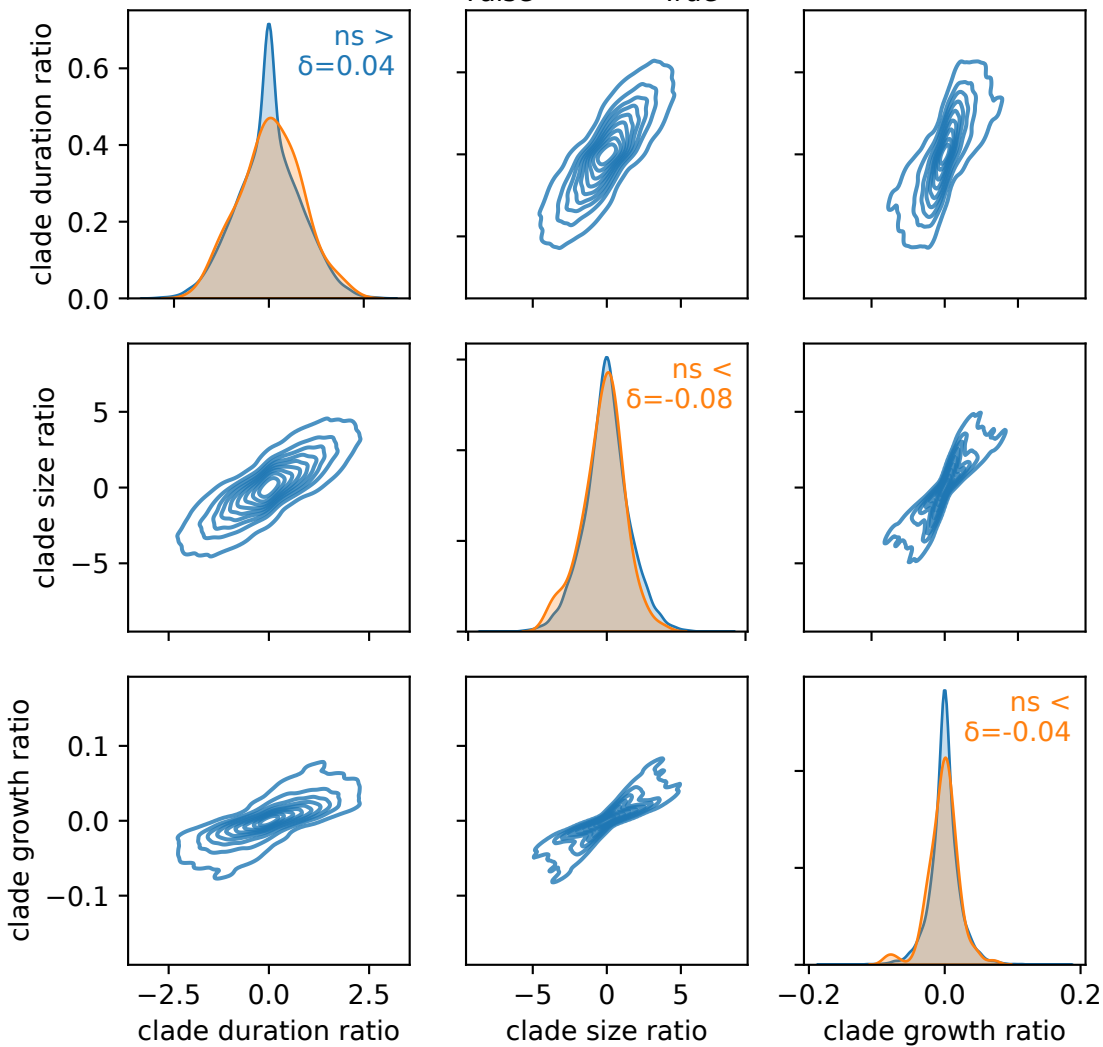 clade duration ratio
0.6
0.4
0.2
0.0
ns >
δ=0.04
clade size ratio
5
0
−5
ns <
δ=-0.08
clade growth ratio
0.1
0.0
−0.1
ns <
δ=-0.04
−2.5 0.0 2.5
clade duration ratio
−5 0 5
clade size ratio
−0.2 0.0 0.2
clade growth ratio